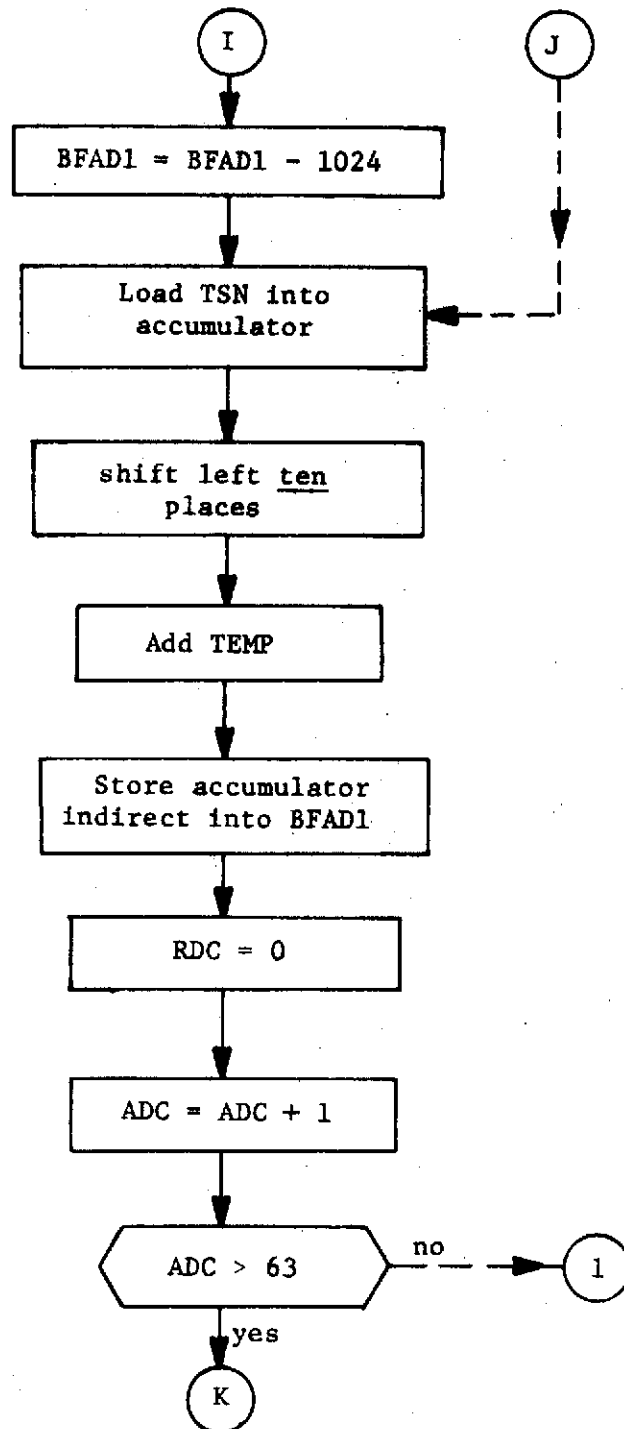 I
J
BFAD1 = BFAD1 - 1024
Load TSN into
accumulator
shift left ten
places
Add TEMP
Store accumulator
indirect into BFAD1
RDC = 0
ADC = ADC + 1
ADC > 63
no
1
yes
K